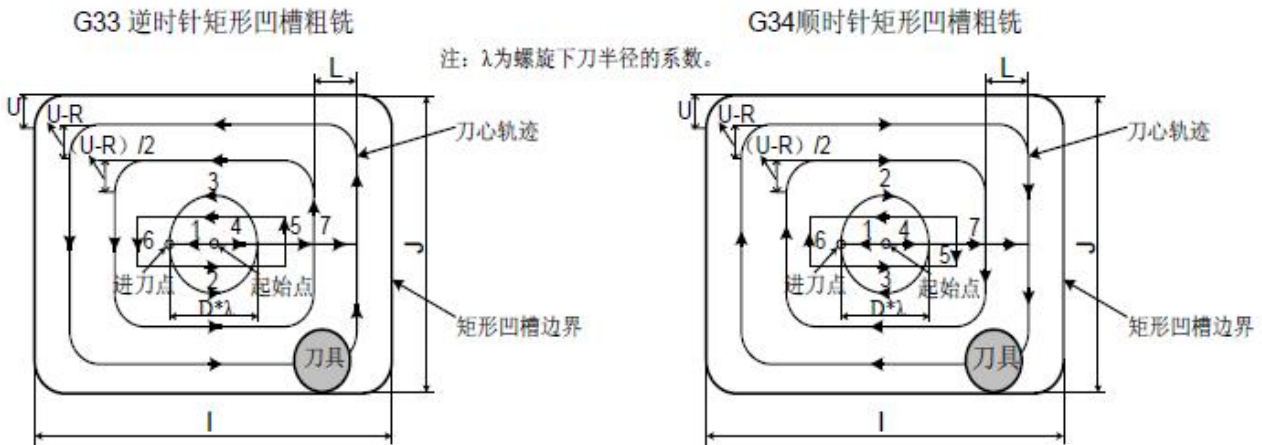 G33 逆时针矩形凹槽粗铣
G34顺时针矩形凹槽粗铣
注：λ为螺旋下刀半径的系数。
L
U
U-R
(U-R）/2
刀心轨迹
3
1
4
5
7
6
2
进刀点
起始点
D*λ
J
矩形凹槽边界
刀具
I
L
U
U-R
(U-R）/2
刀心轨迹
2
1
4
7
6
5
3
进刀点
起始点
D*λ
J
矩形凹槽边界
刀具
I